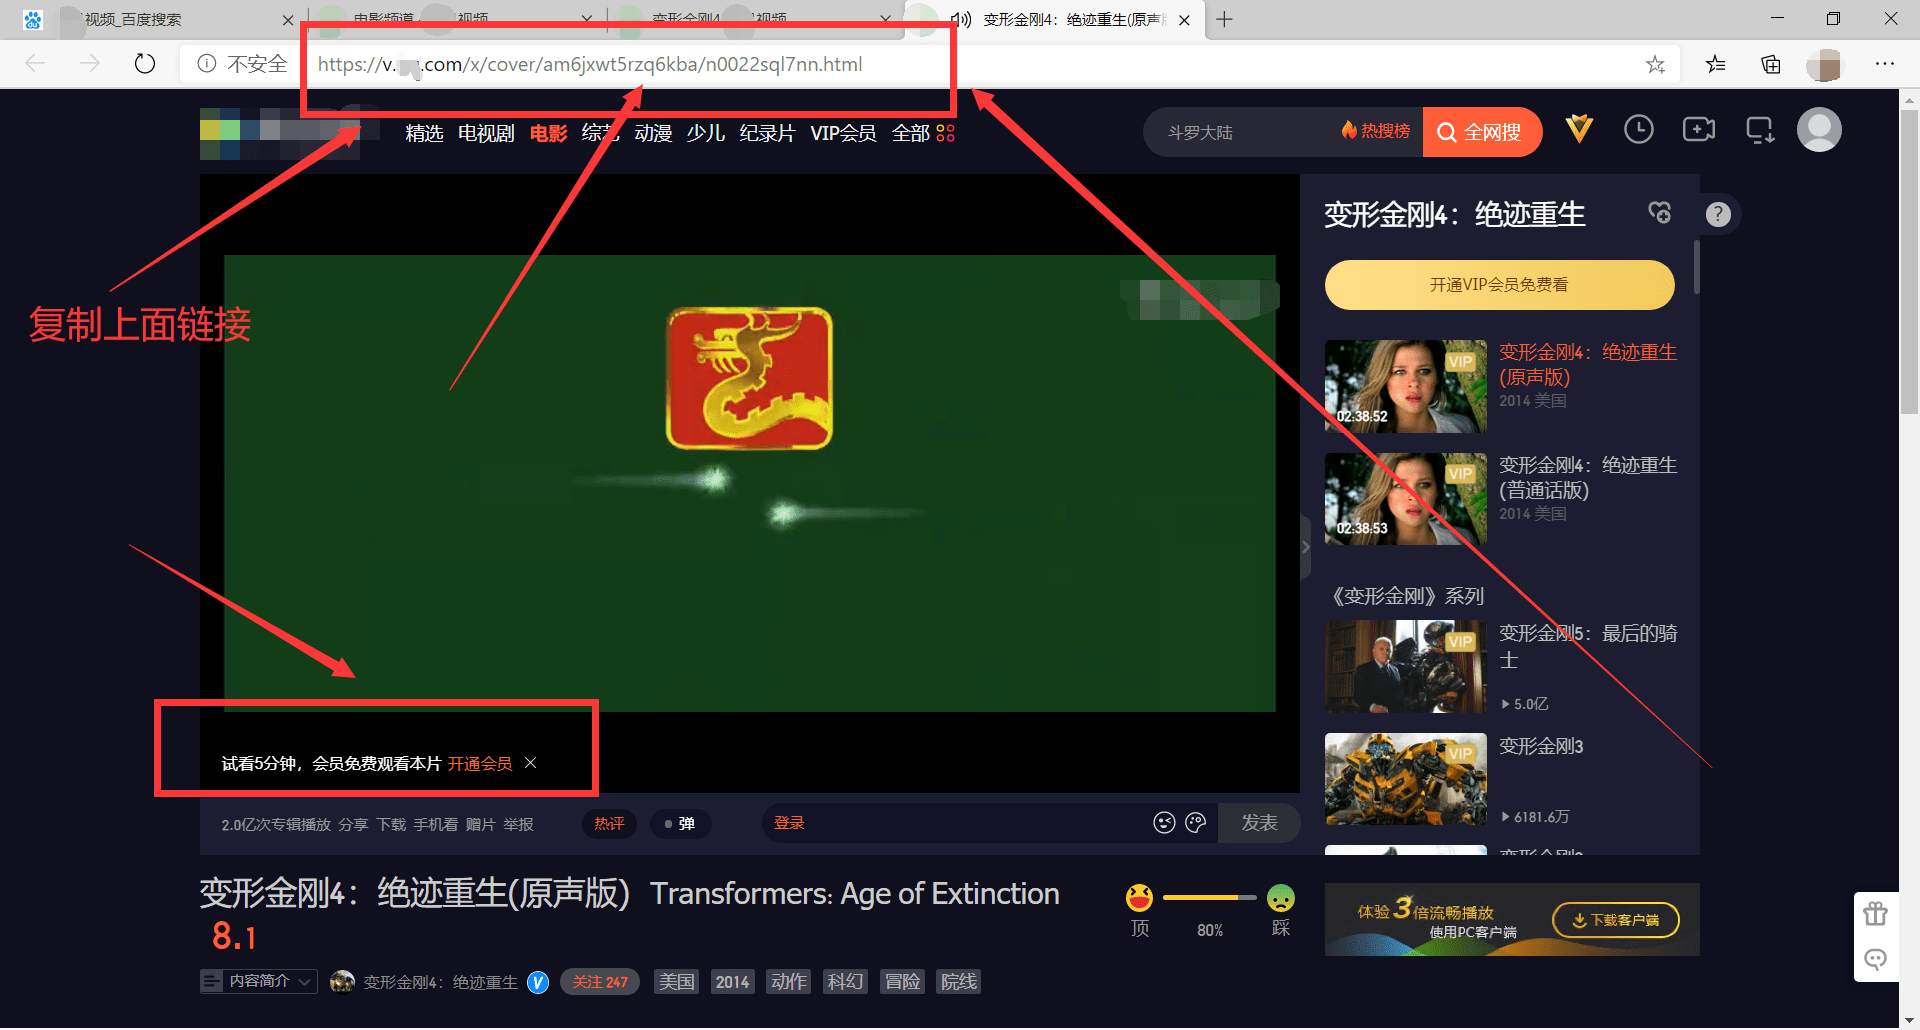 视频_百度搜索
电影频道
视频
变形金刚4
视频
变形金刚4：绝迹重生(原声
不安全
https://v.
.com/x/cover/am6jxwt5rzq6kba/n0022sql7nn.html
精选 电视剧 电影 综艺 动漫 少儿 纪录片 VIP会员 全部
斗罗大陆
热搜榜
全网搜
复制上面链接
试看5分钟，会员免费观看本片 开通会员
2.0亿次专辑播放 分享 下载 手机看 赠片 举报
热评
弹
登录
发表
变形金刚4：绝迹重生
开通VIP会员免费看
VIP
02:38:52
变形金刚4：绝迹重生
(原声版)
2014 美国
VIP
02:38:53
变形金刚4：绝迹重生
(普通话版)
2014 美国
《变形金刚》系列
VIP
变形金刚5：最后的骑
士
5.0亿
VIP
变形金刚3
6181.6万
变形金刚4：绝迹重生(原声版) Transformers: Age of Extinction
8.1
顶
80%
踩
内容简介
变形金刚4：绝迹重生
V
关注 247
美国
2014
动作
科幻
冒险
院线
体验3倍流畅播放
使用PC客户端
下载客户端